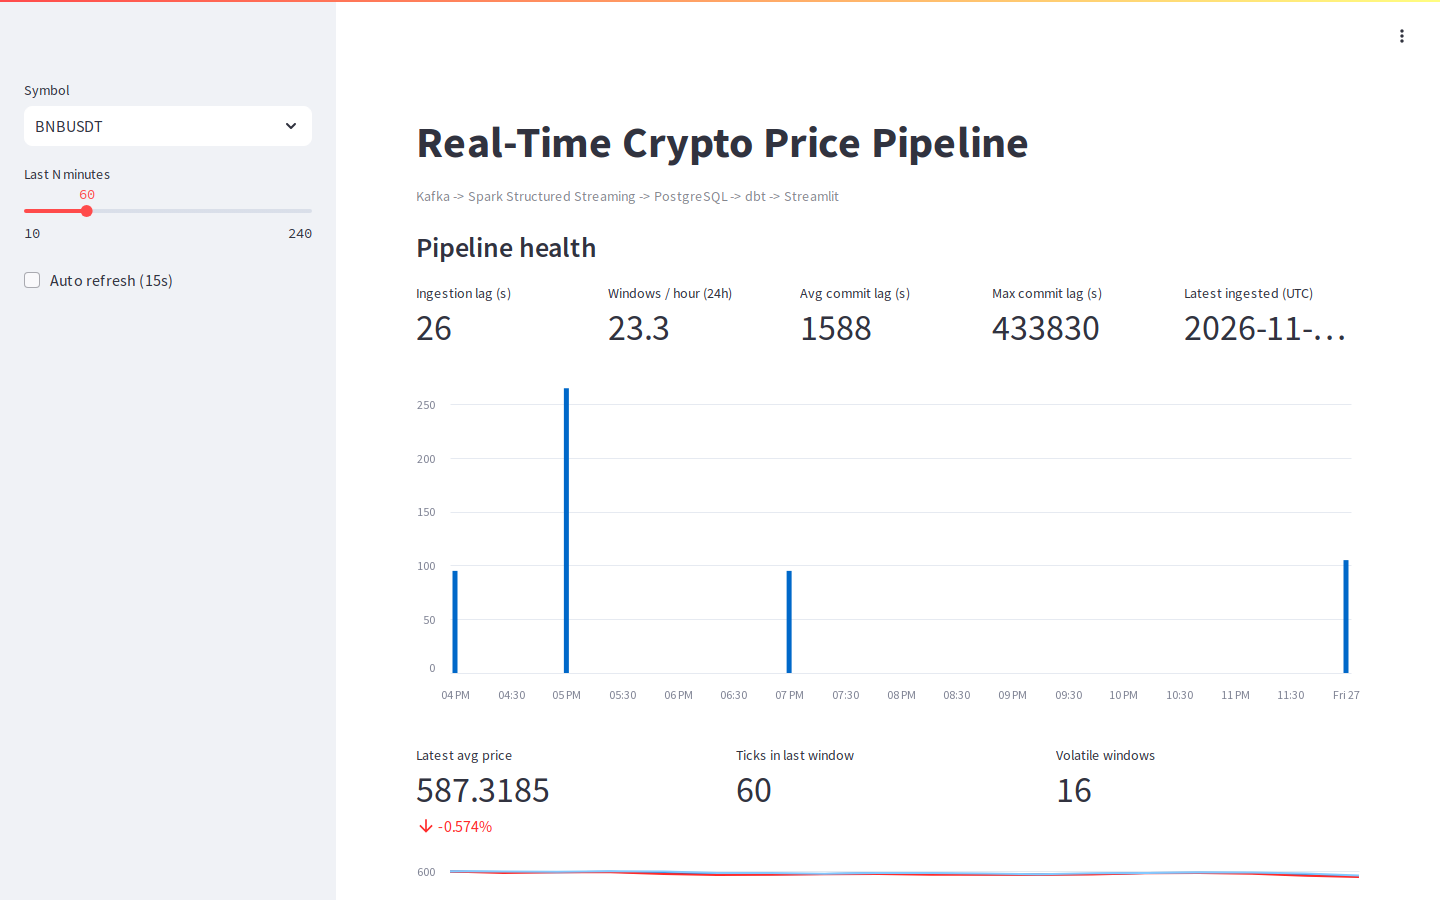 Symbol
BNBUSDT
Last N minutes
60
10 240
Auto refresh (15s)
Real-Time Crypto Price Pipeline
Kafka -> Spark Structured Streaming -> PostgreSQL -> dbt -> Streamlit
Pipeline health
Ingestion lag (s) Windows / hour (24h) Avg commit lag (s) Max commit lag (s) Latest ingested (UTC)
26 23.3 1588 433830 2026-11-...
250
200
150
100
50
0
04 PM 04:30 05 PM 05:30 06 PM 06:30 07 PM 07:30 08 PM 08:30 09 PM 09:30 10 PM 10:30 11 PM 11:30 Fri 27
Latest avg price Ticks in last window Volatile windows
587.3185 60 16
-0.574%
600